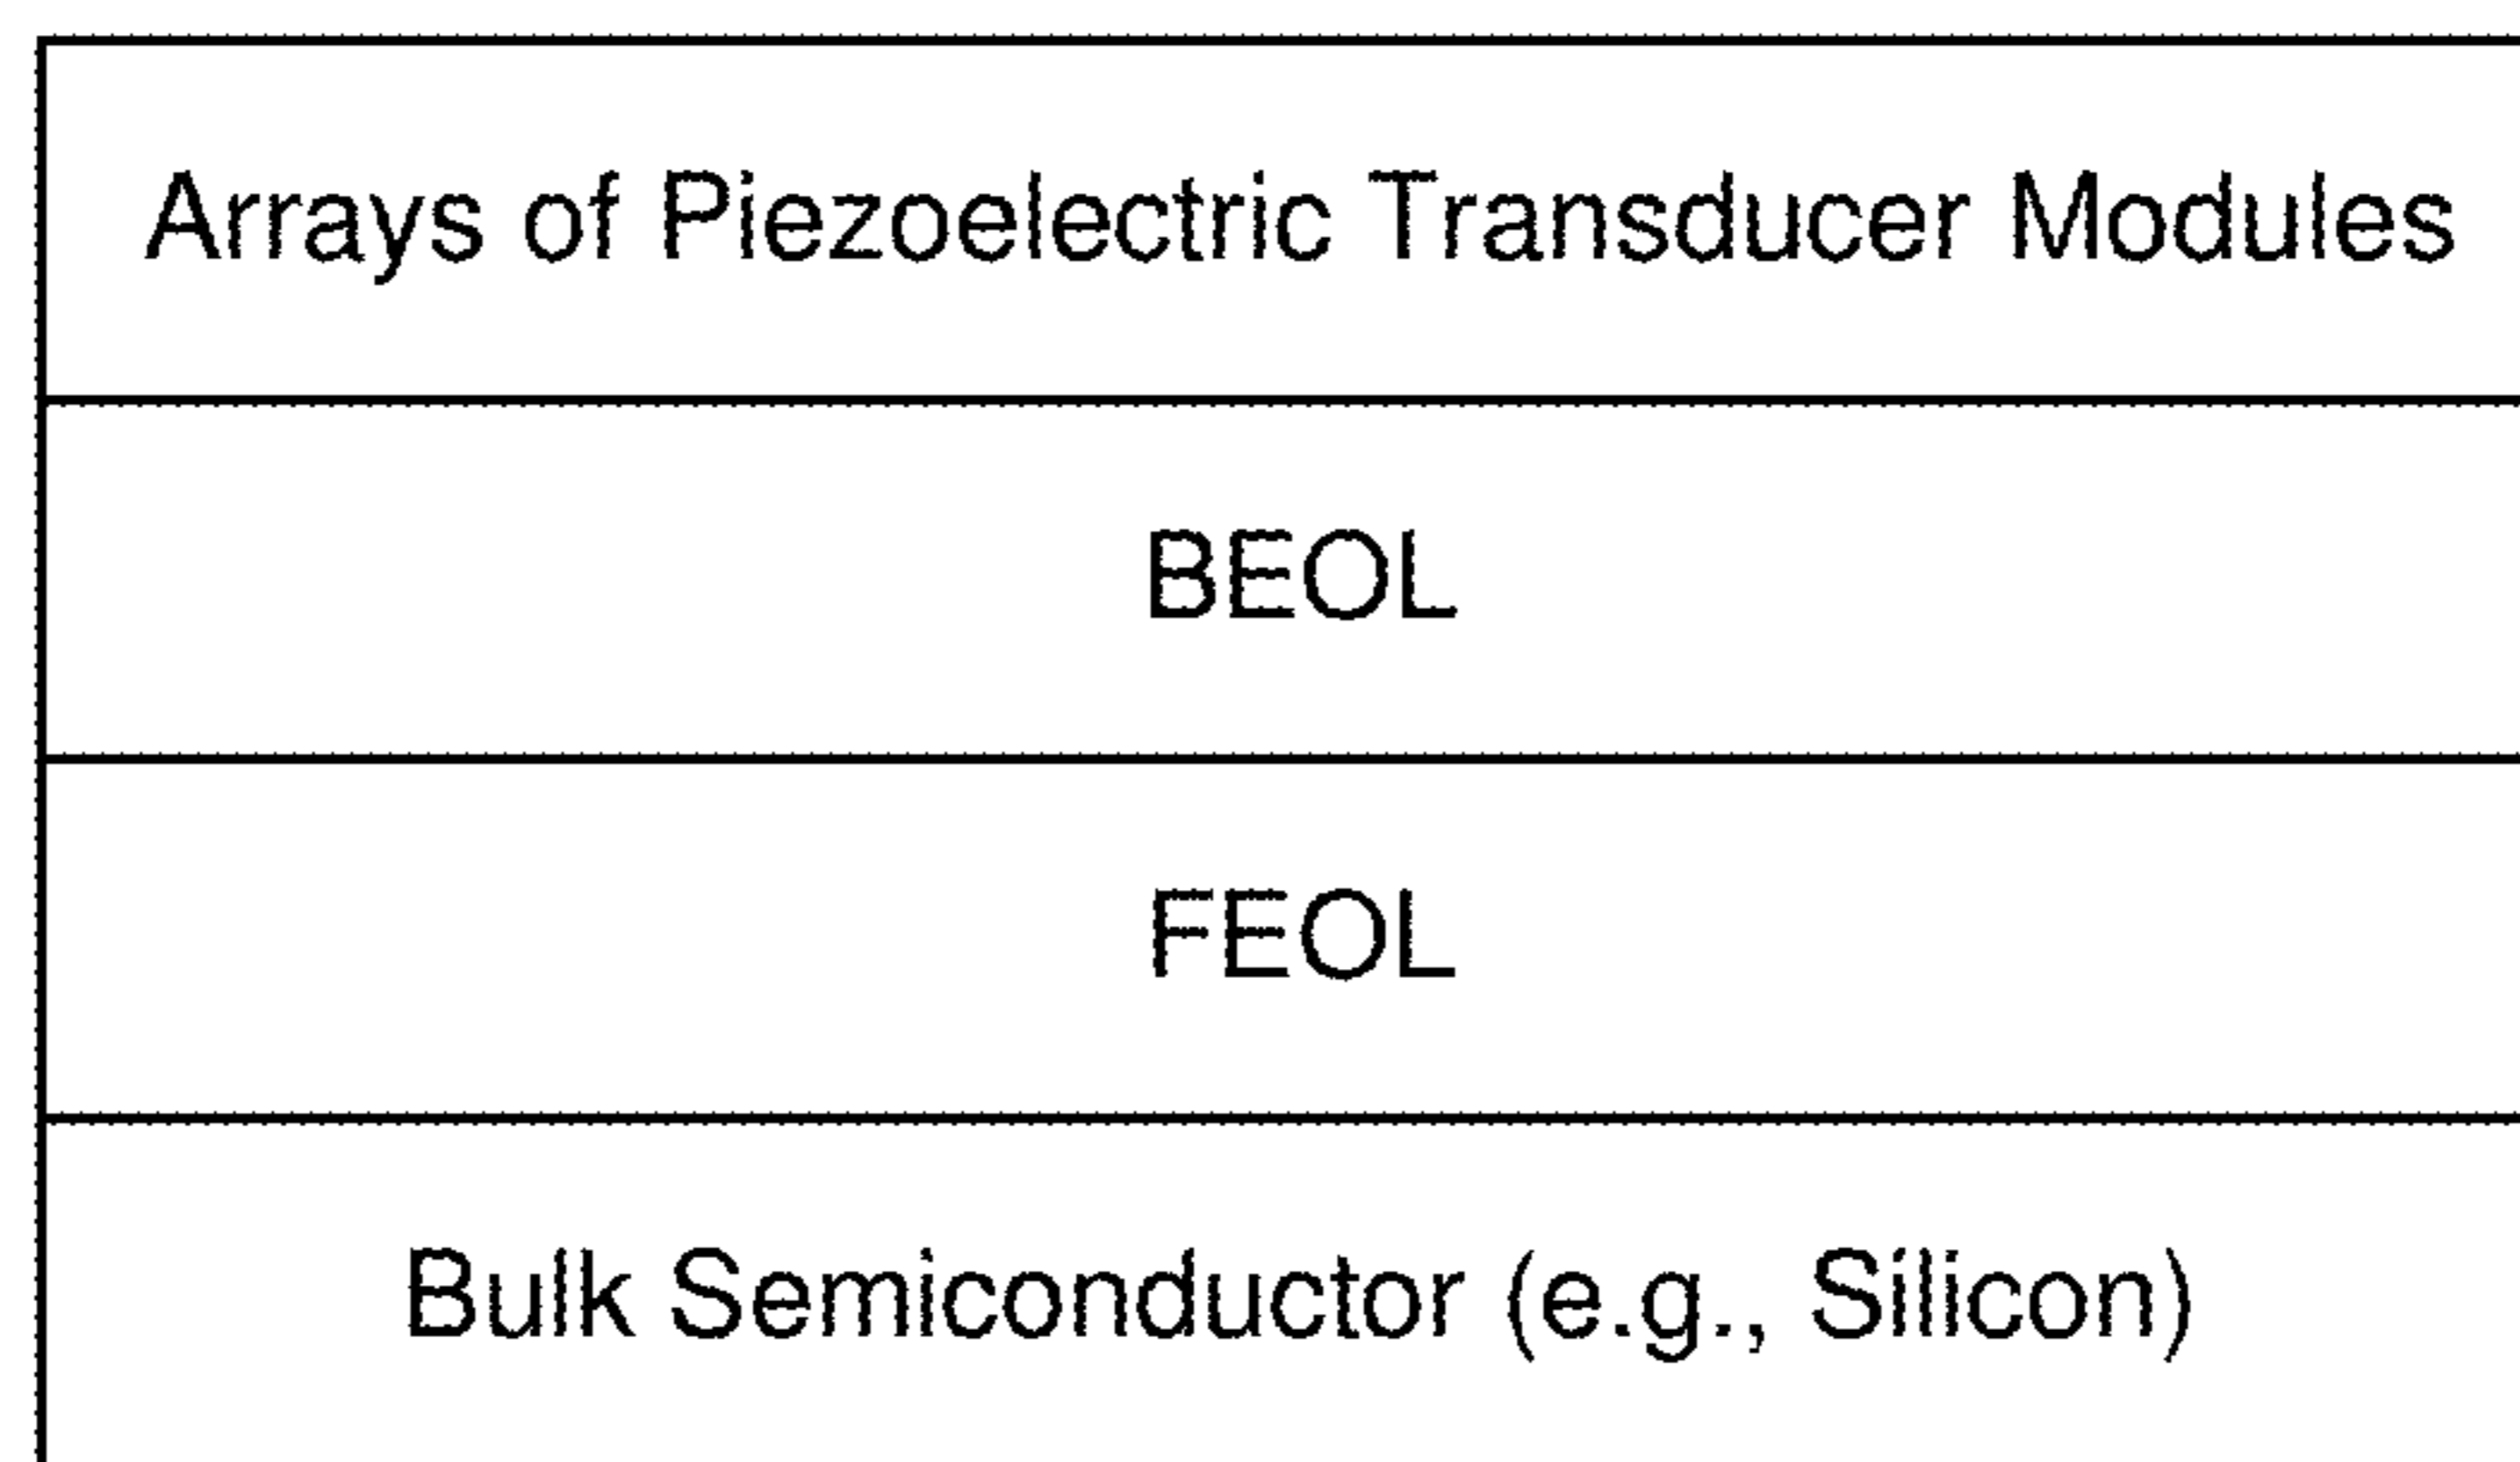 Arrays of Piezoelectric Transducer Modules
BEOL
FEOL
Bulk Semiconductor (e.g., Silicon)